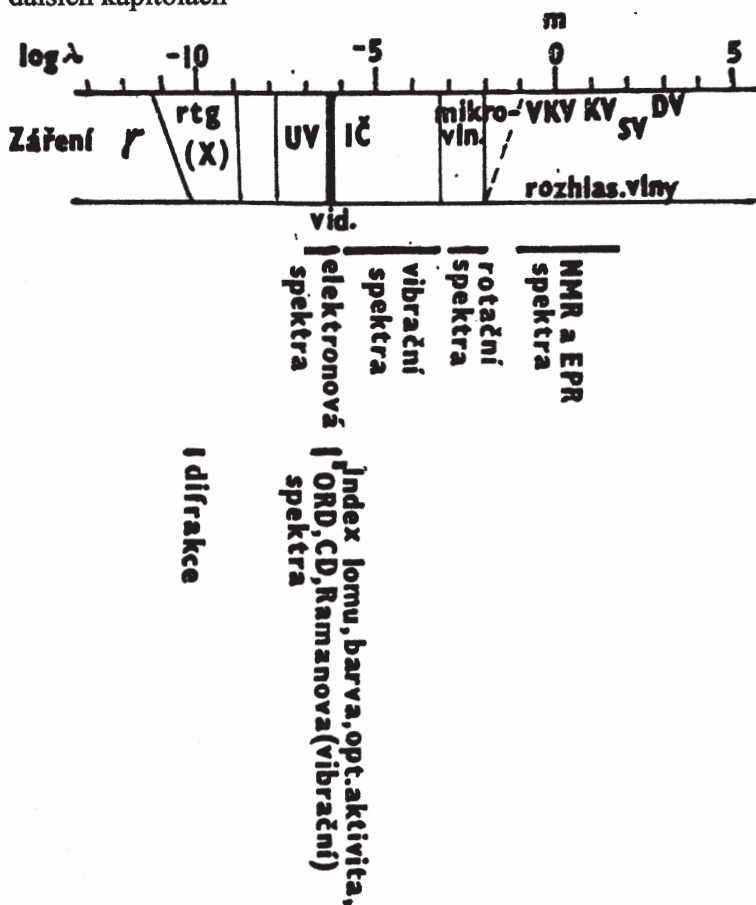 dalších kapitolách
m
log λ -10 -5 0 5
Záření γ rtg (X) UV IČ mikro-vln. VKV KV SV DV
rozhlas.vlny
vid.
elektronová
spektra
vibrační
spektra
rotační
spektra
NMR a EPR
spektra
difrakce
index lomu, barva, opt.aktivita,
ORD, CD, Ramanova (vibrační)
spektra